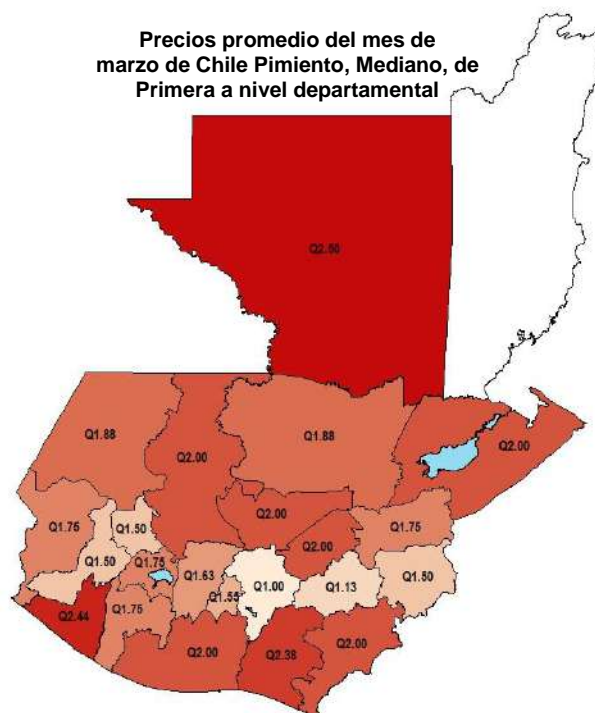 Precios promedio del mes de
marzo de Chile Pimiento, Mediano, de
Primera a nivel departamental
Q2.50
Q1.88
Q2.00
Q1.88
Q2.00
Q2.00
Q1.75
Q1.50
Q2.00
Q1.75
Q1.50
Q1.75
Q1.63
Q1.55
Q1.00
Q1.13
Q1.50
Q2.44
Q1.75
Q2.00
Q2.38
Q2.00